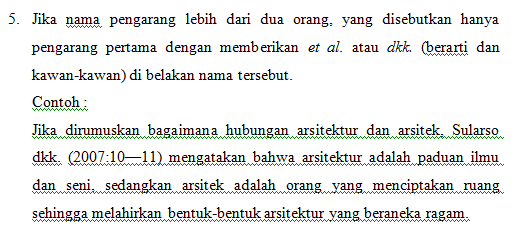 5. Jika nama pengarang lebih dari dua orang, yang disebutkan hanya
pengarang pertama dengan memberikan et al. atau dkk. (berarti dan
kawan-kawan) di belakan nama tersebut.
Contoh :
Jika dirumuskan bagaimana hubungan arsitektur dan arsitek, Sularso
dkk. (2007:10—11) mengatakan bahwa arsitektur adalah paduan ilmu
dan seni, sedangkan arsitek adalah orang yang menciptakan ruang
sehingga melahirkan bentuk-bentuk arsitektur yang beraneka ragam.